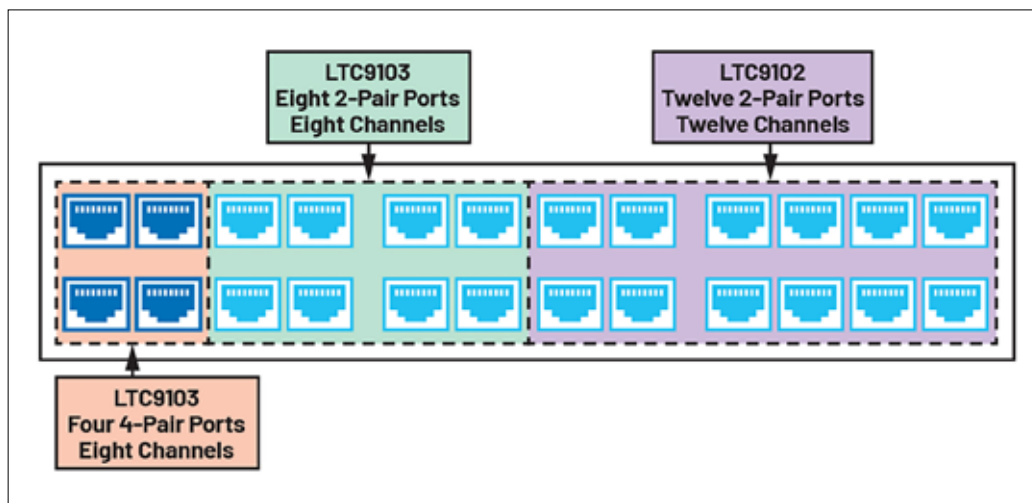 LTC9103
Eight 2-Pair Ports
Eight Channels
LTC9102
Twelve 2-Pair Ports
Twelve Channels
LTC9103
Four 4-Pair Ports
Eight Channels